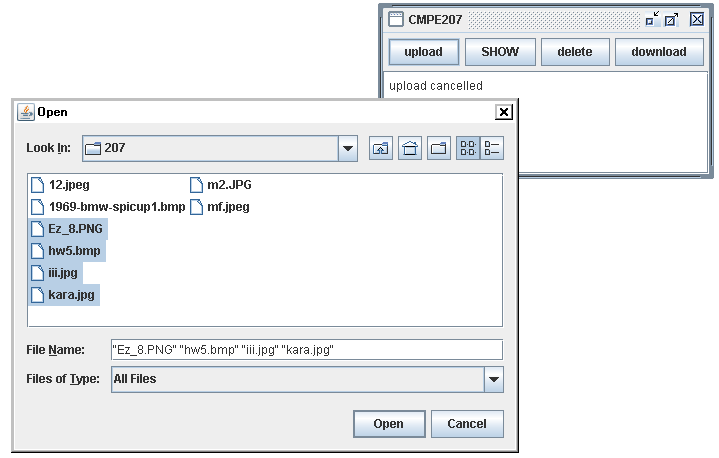 CMPE207
upload SHOW delete download
upload cancelled
Open
Look In: 207
12.jpeg m2.JPG
1969-bmw-spicup1.bmp mf.jpeg
Ez_8.PNG
hw5.bmp
iii.jpg
kara.jpg
File Name: "Ez_8.PNG" "hw5.bmp" "iii.jpg" "kara.jpg"
Files of Type: All Files
Open Cancel